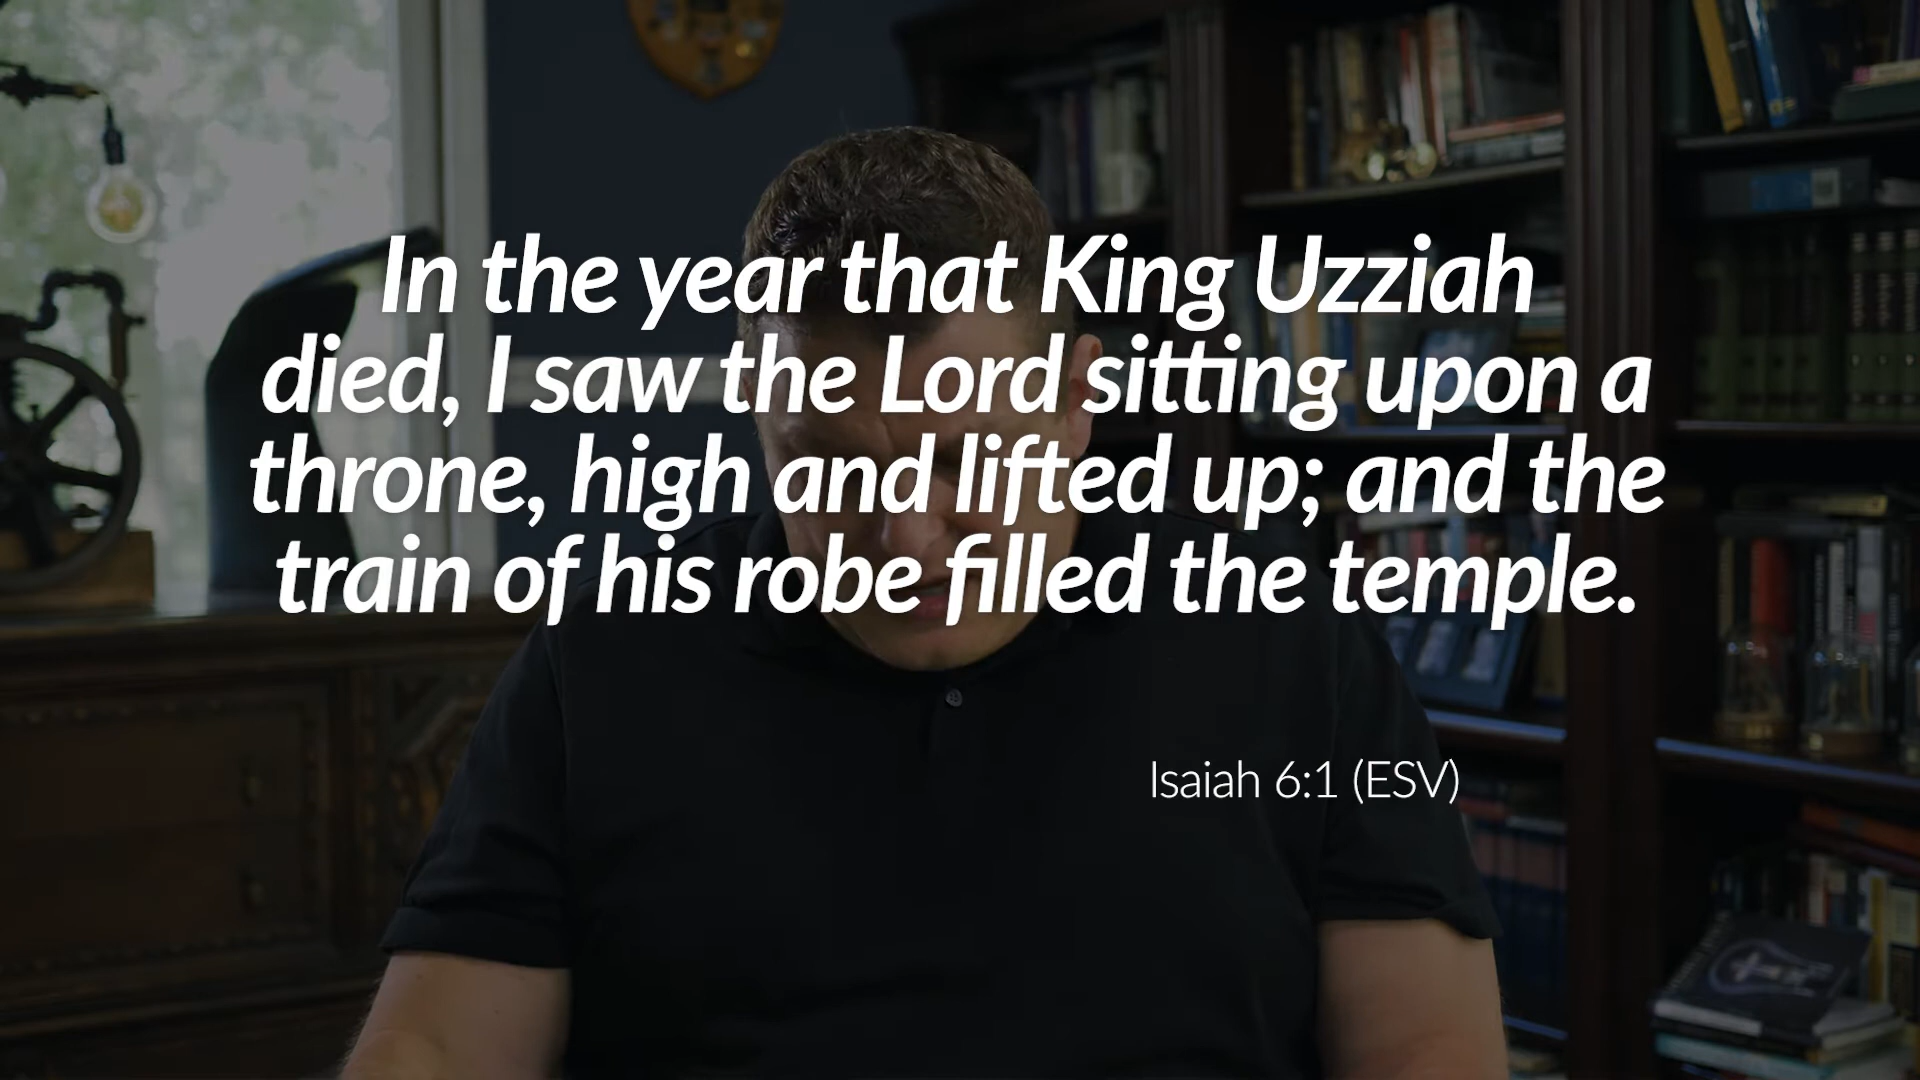 In the year that King Uzziah
died, I saw the Lord sitting upon a
throne, high and lifted up; and the
train of his robe filled the temple.
Isaiah 6:1 (ESV)